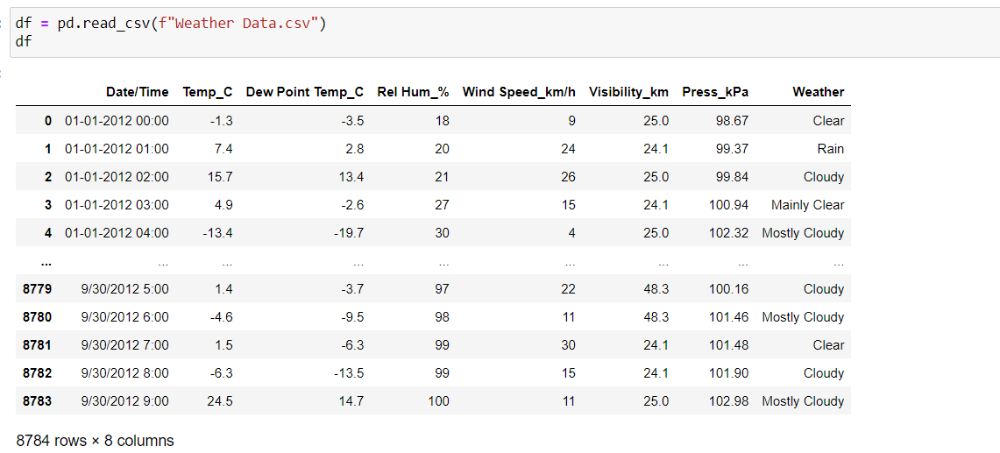 df = pd.read_csv(f"Weather Data.csv")
df
Date/Time Temp_C Dew Point Temp_C Rel Hum_% Wind Speed_km/h Visibility_km Press_kPa Weather
0 01-01-2012 00:00 -1.3 -3.5 18 9 25.0 98.67 Clear
1 01-01-2012 01:00 7.4 2.8 20 24 24.1 99.37 Rain
2 01-01-2012 02:00 15.7 13.4 21 26 25.0 99.84 Cloudy
3 01-01-2012 03:00 4.9 -2.6 27 15 24.1 100.94 Mainly Clear
4 01-01-2012 04:00 -13.4 -19.7 30 4 25.0 102.32 Mostly Cloudy
... ... ... ... ... ... ... ... ...
8779 9/30/2012 5:00 1.4 -3.7 97 22 48.3 100.16 Cloudy
8780 9/30/2012 6:00 -4.6 -9.5 98 11 48.3 101.46 Mostly Cloudy
8781 9/30/2012 7:00 1.5 -6.3 99 30 24.1 101.48 Clear
8782 9/30/2012 8:00 -6.3 -13.5 99 15 24.1 101.90 Cloudy
8783 9/30/2012 9:00 24.5 14.7 100 11 25.0 102.98 Mostly Cloudy
8784 rows × 8 columns